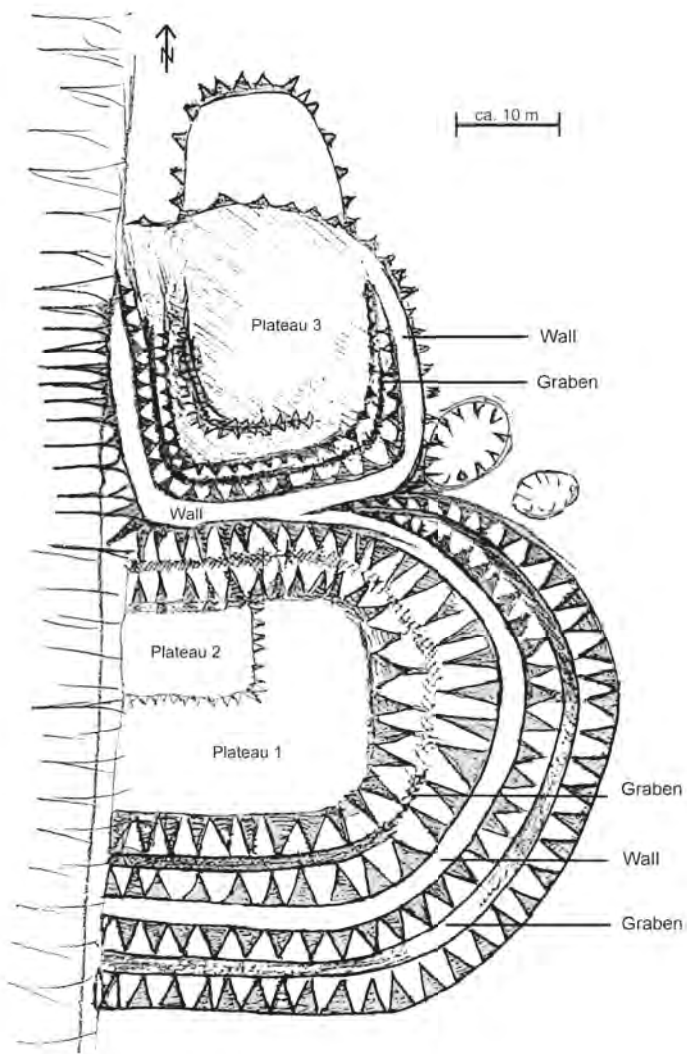 N
ca. 10 m
Plateau 3
Wall
Graben
Wall
Plateau 2
Plateau 1
Graben
Wall
Graben